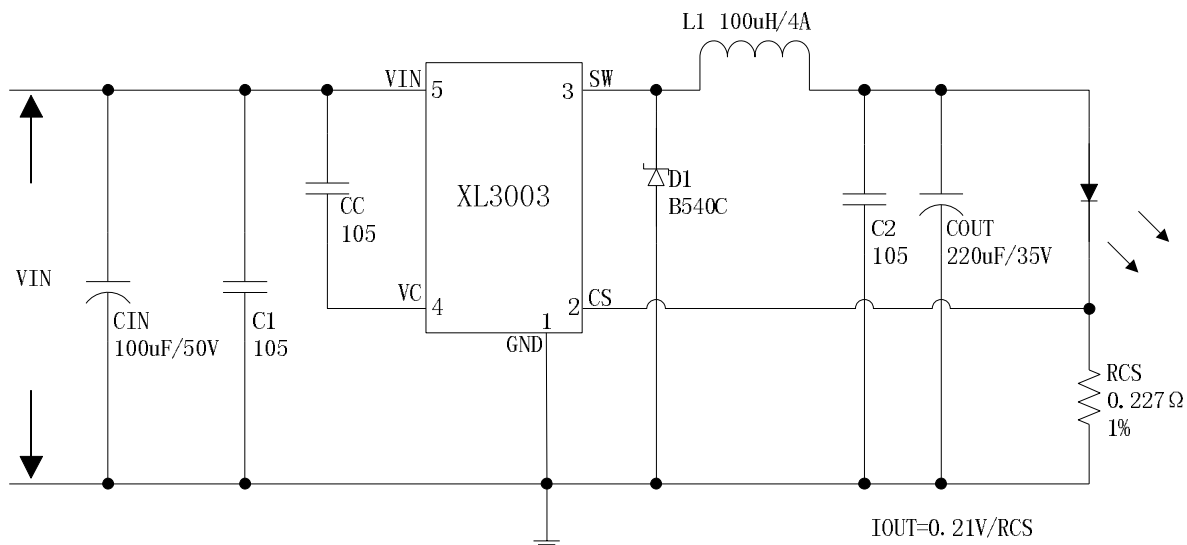 L1 100uH/4A
VIN
5
3
SW
XL3003
CC
105
D1
B540C
C2
105
COUT
220uF/35V
VIN
VC
4
2
CS
1
GND
CIN
100uF/50V
C1
105
RCS
0.227Ω
1%
IOUT=0.21V/RCS